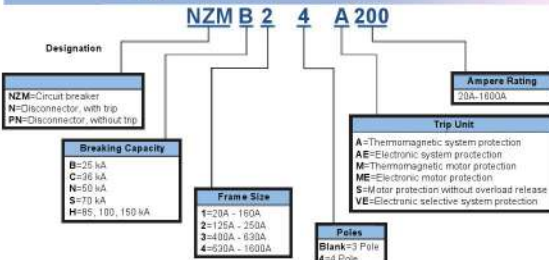 NZM B 2 4 A 200
Designation
NZM=Circuit breaker
N=Disconnector, with trip
PN=Disconnector, without trip
Breaking Capacity
B=25 kA
C=36 kA
N=50 kA
S=70 kA
H=85, 100, 150 kA
Frame Size
1=20A - 160A
2=125A - 250A
3=400A - 630A
4=630A - 1600A
Poles
Blank=3 Pole
4=4 Pole
Trip Unit
A=Thermomagnetic system protection
AE=Electronic system practection
M=Thermomagnetic motor protection
ME=Electronic motor protection
S=Motor protection without overload release
VE=Electronic selective system protection
Ampere Rating
20A-1600A